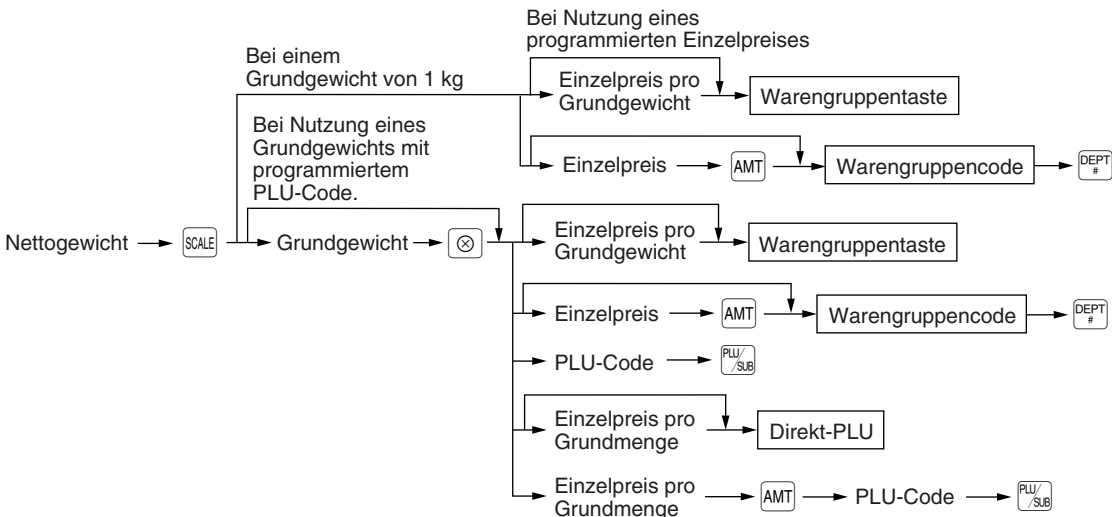 Bei Nutzung eines
programmierten Einzelpreises
Bei einem
Grundgewicht von 1 kg
Einzelpreis pro
Grundgewicht
Warengruppentaste
Bei Nutzung eines
Grundgewichts mit
programmiertem
PLU-Code.
Einzelpreis AMT Warengruppencode DEPT #
Nettogewicht SCALE Grundgewicht ⊗
Einzelpreis pro
Grundgewicht
Warengruppentaste
Einzelpreis AMT Warengruppencode DEPT #
PLU-Code PLU/SUB
Einzelpreis pro
Grundmenge
Direkt-PLU
Einzelpreis pro
Grundmenge
AMT PLU-Code PLU/SUB